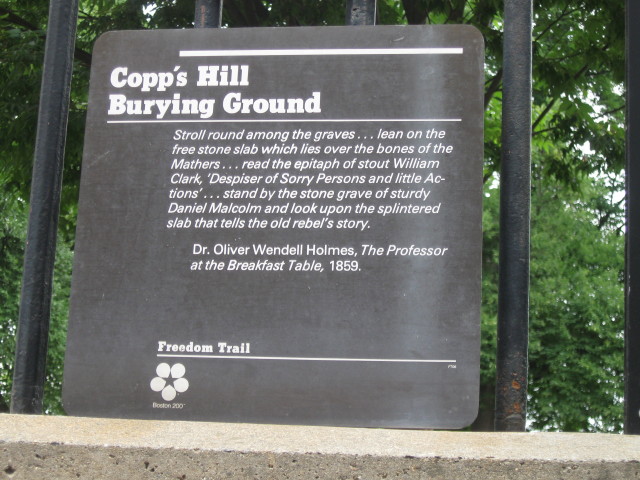 Copp's Hill
Burying Ground
Stroll round among the graves . . . lean on the
free stone slab which lies over the bones of the
Mathers . . . read the epitaph of stout William
Clark, 'Despiser of Sorry Persons and little Ac-
tions' . . . stand by the stone grave of sturdy
Daniel Malcolm and look upon the splintered
slab that tells the old rebel's story.
Dr. Oliver Wendell Holmes, The Professor
at the Breakfast Table, 1859.
Freedom Trail
Boston 200